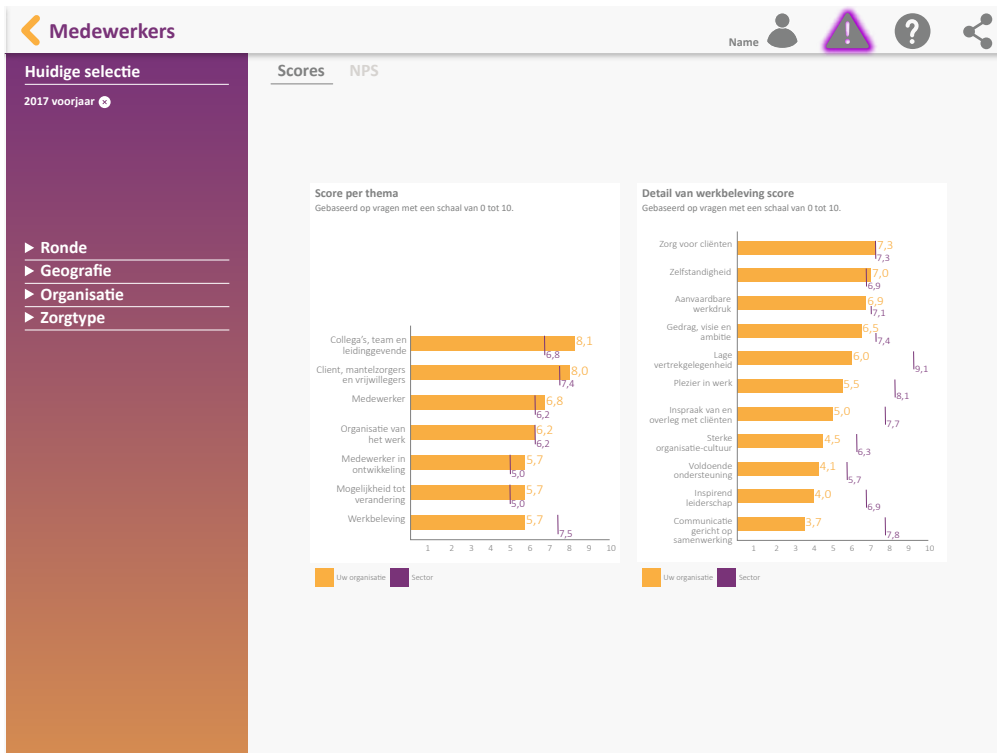 Medewerkers
Name
Huidige selectie
2017 voorjaar
Ronde
Geografie
Organisatie
Zorgtype
Scores NPS
Score per thema
Gebaseerd op vragen met een schaal van 0 tot 10.
Collega's, team en
leidinggevende
8,1
6,8
Client, mantelzorgers
en vrijwillegers
8,0
7,4
Medewerker
6,8
6,2
Organisatie van
het werk
6,2
6,2
Medewerker in
ontwikkeling
5,7
5,0
Mogelijkheid tot
verandering
5,7
5,0
Werkbeleving
5,7
7,5
1 2 3 4 5 6 7 8 9 10
Uw organisatie Sector
Detail van werkbeleving score
Gebaseerd op vragen met een schaal van 0 tot 10.
Zorg voor cliënten
7,3
7,3
Zelfstandigheid
7,0
6,9
Aanvaardbare
werkdruk
6,9
7,1
Gedrag, visie en
ambitie
6,5
7,4
Lage
vertrekgelegenheid
6,0
9,1
Plezier in werk
5,5
8,1
Inspraak van en
overleg met cliënten
5,0
7,7
Sterke
organisatie-cultuur
4,5
6,3
Voldoende
ondersteuning
4,1
5,7
Inspirend
leiderschap
4,0
6,9
Communicatie
gericht op
samenwerking
3,7
7,8
1 2 3 4 5 6 7 8 9 10
Uw organisatie Sector